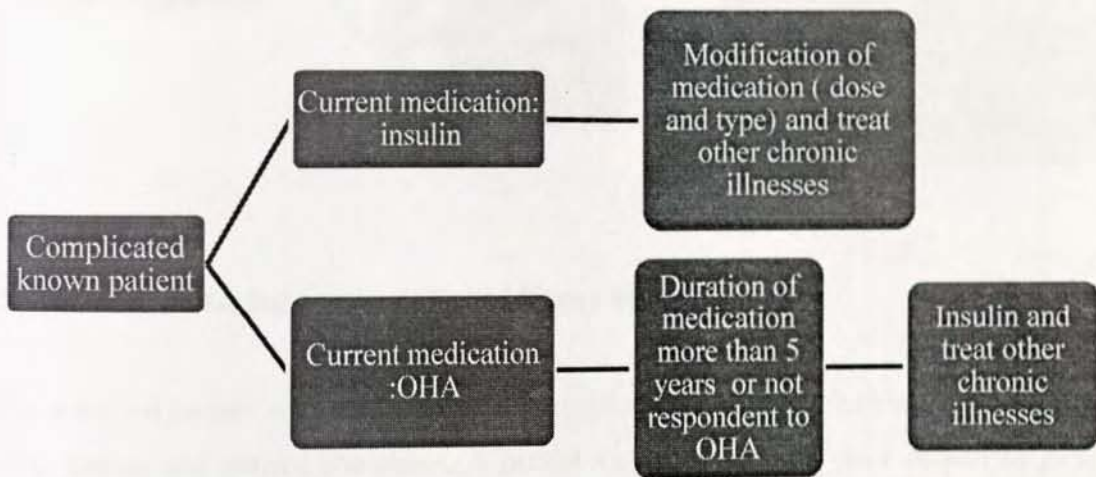 Complicated
known patient
Current medication:
insulin
Modification of
medication ( dose
and type) and treat
other chronic
illnesses
Current medication
:OHA
Duration of
medication
more than 5
years or not
respondent to
OHA
Insulin and
treat other
chronic
illnesses